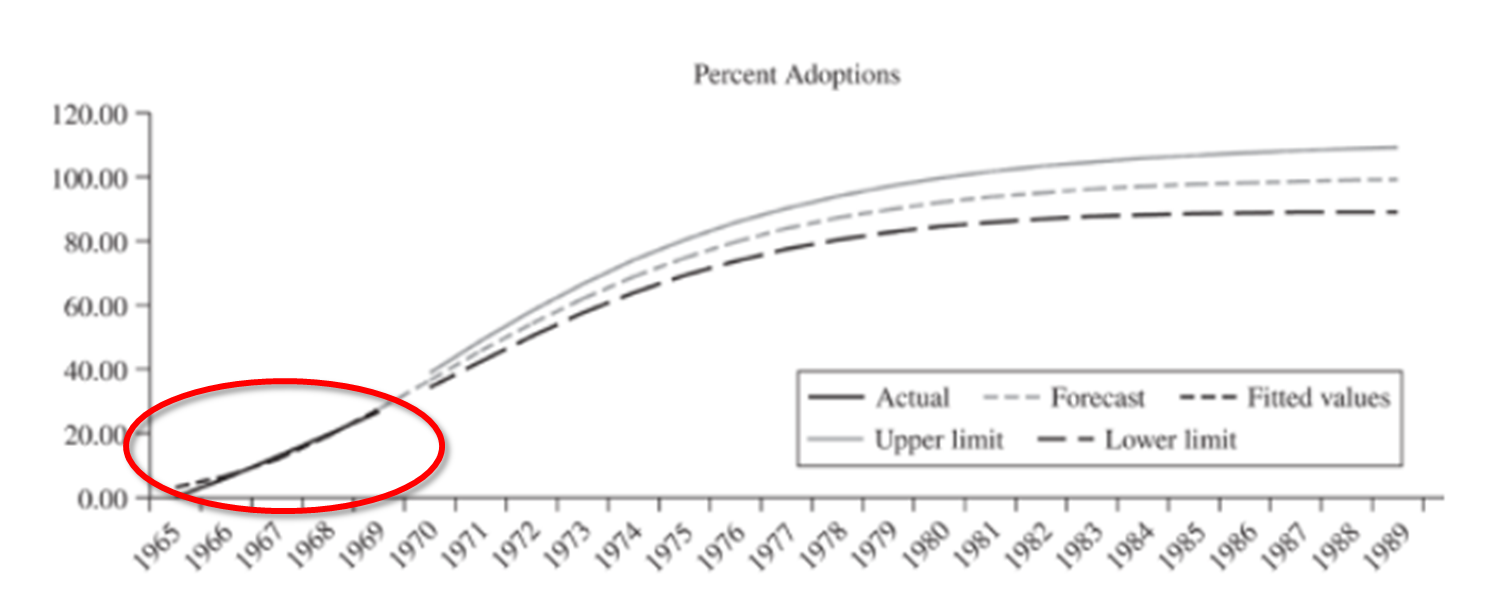 Percent Adoptions
120.00
100.00
80.00
60.00
40.00
20.00
0.00
1965 1966 1967 1968 1969 1970 1971 1972 1973 1974 1975 1976 1977 1978 1979 1980 1981 1982 1983 1984 1985 1986 1987 1988 1989
Actual Forecast Fitted values
Upper limit Lower limit